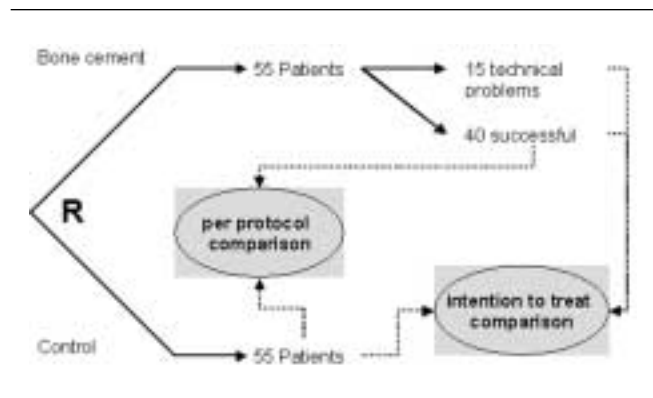 Bone cement
55 Patients
15 technical
problems
40 successful
R
per protocol
comparison
intention to treat
comparison
Control
55 Patients